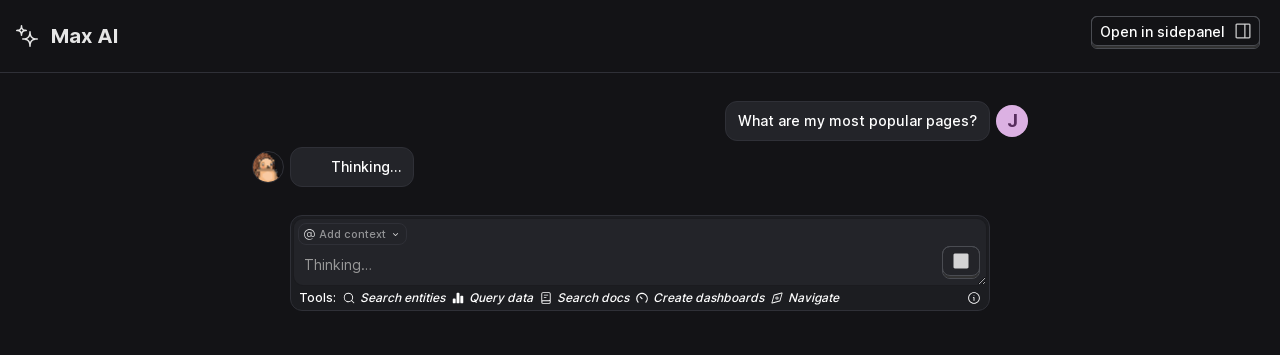 Max AI
Open in sidepanel
What are my most popular pages?
J
Thinking...
@ Add context
Thinking...
Tools: Search entities Query data Search docs Create dashboards Navigate